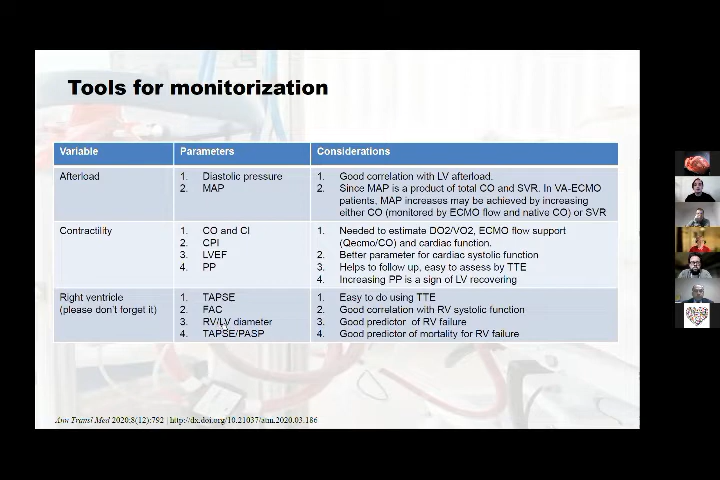 Tools for monitorization
Variable
Parameters
Considerations
Afterload
1. Diastolic pressure
2. MAP
1. Good correlation with LV afterload.
2. Since MAP is a product of total CO and SVR. In VA-ECMO
patients, MAP increases may be achieved by increasing
either CO (monitored by ECMO flow and native CO) or SVR
Contractility
1. CO and CI
2. CPI
3. LVEF
4. PP
1. Needed to estimate DO2/VO2, ECMO flow support
(Qecmo/CO) and cardiac function.
2. Better parameter for cardiac systolic function
3. Helps to follow up, easy to assess by TTE
4. Increasing PP is a sign of LV recovering
Right ventricle
(please don't forget it)
1. TAPSE
2. FAC
3. RV/LV diameter
4. TAPSE/PASP
1. Easy to do using TTE
2. Good correlation with RV systolic function
3. Good predictor of RV failure
4. Good predictor of mortality for RV failure
Ann Transl Med 2020;8(12):792 | http://dx.doi.org/10.21037/atm.2020.03.186